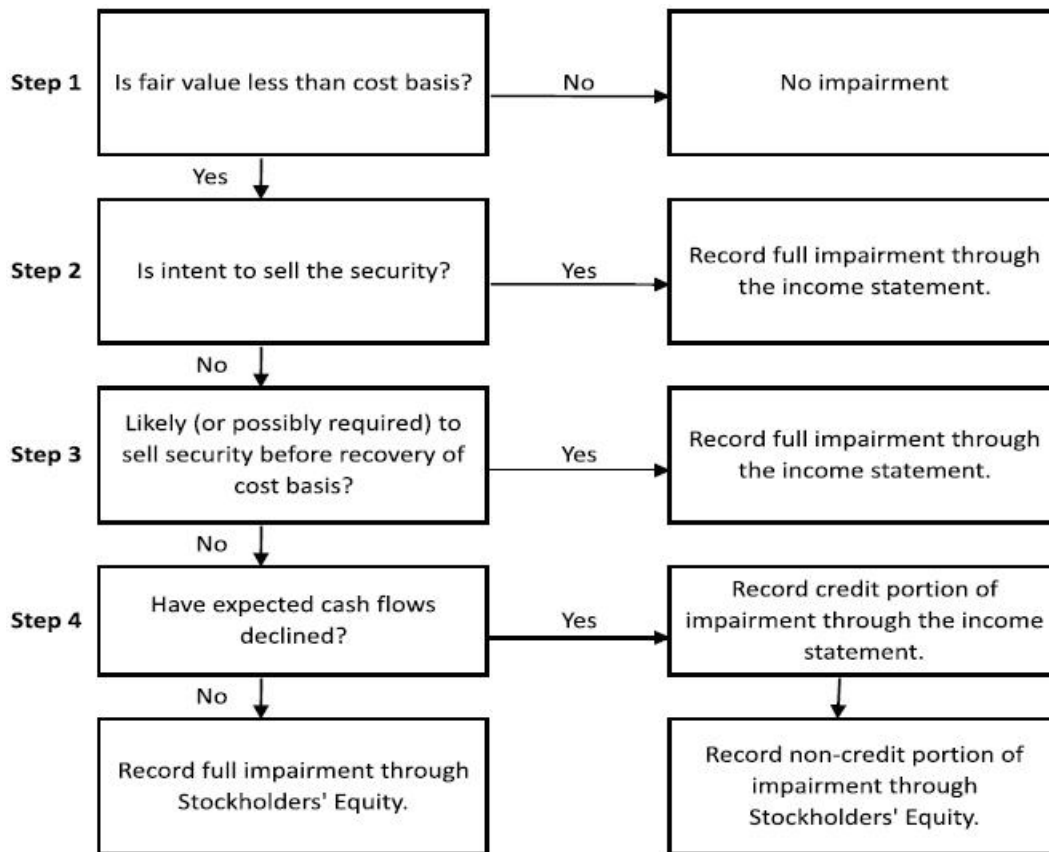 Step 1
Is fair value less than cost basis?
No
No impairment
Yes
Step 2
Is intent to sell the security?
Yes
Record full impairment through
the income statement.
No
Step 3
Likely (or possibly required) to
sell security before recovery of
cost basis?
Yes
Record full impairment through
the income statement.
No
Step 4
Have expected cash flows
declined?
Yes
Record credit portion of
impairment through the income
statement.
No
Record full impairment through
Stockholders' Equity.
Record non-credit portion of
impairment through
Stockholders' Equity.